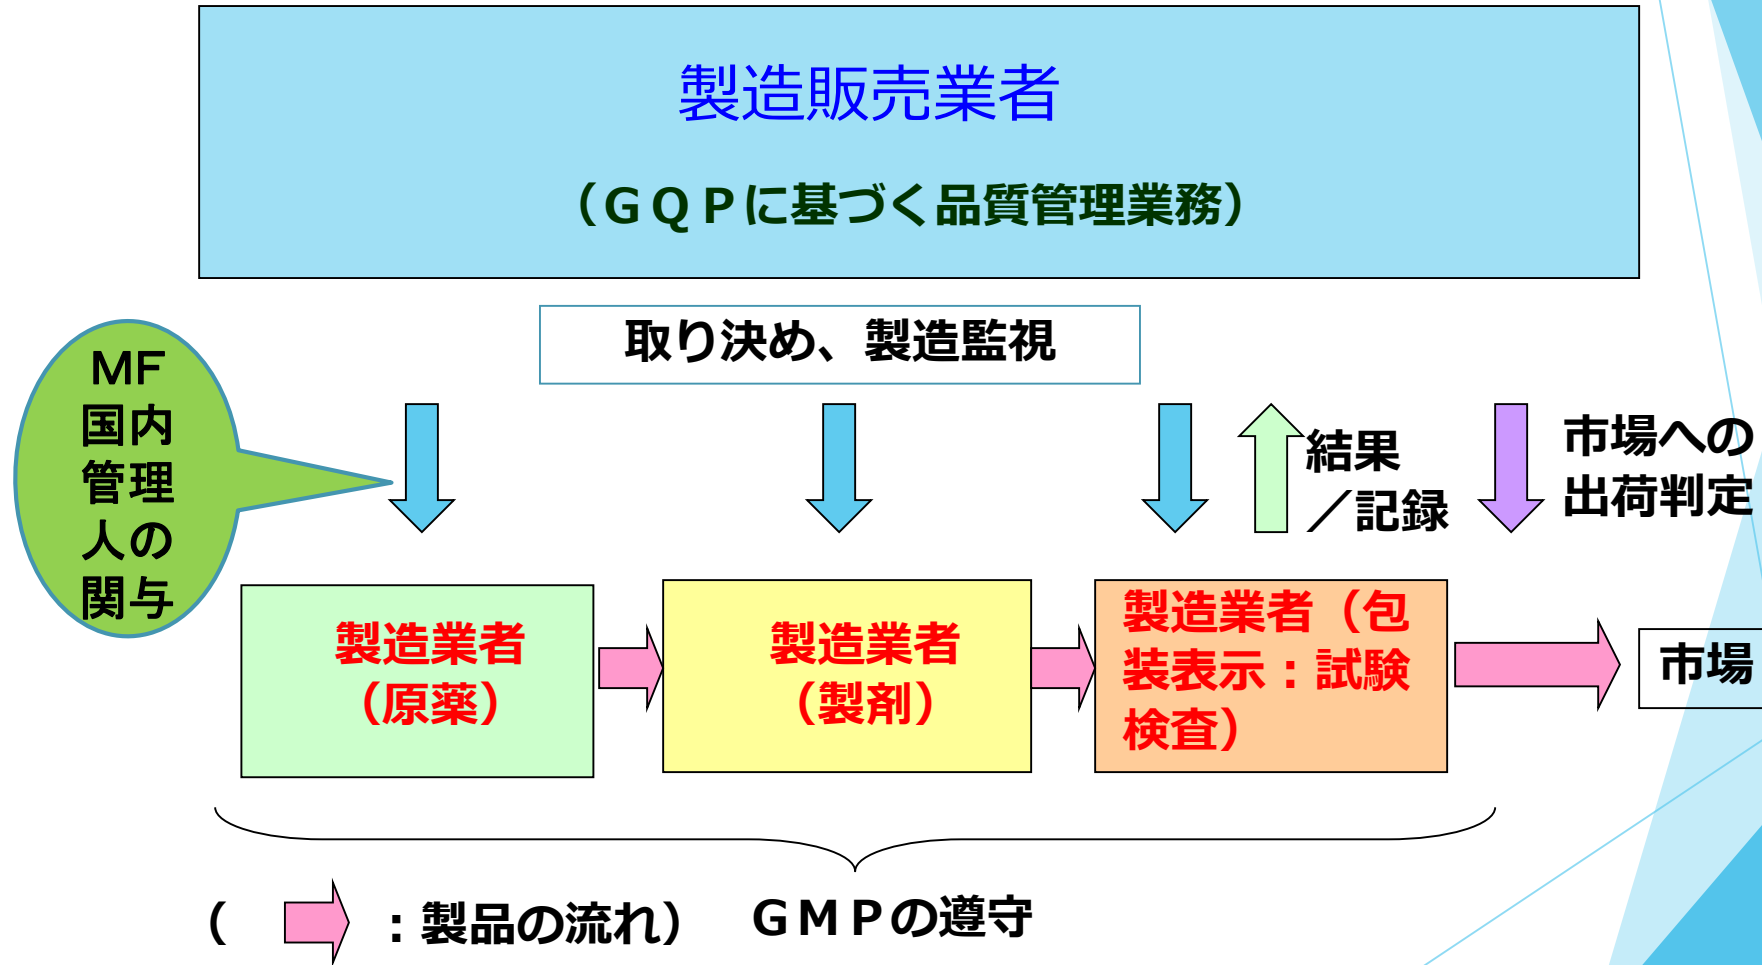 製造販売業者
（ＧＱＰに基づく品質管理業務）
取り決め、製造監視
ＭＦ
国内
管理
人の
関与
結果
／記録
市場への
出荷判定
製造業者
（原薬）
製造業者
（製剤）
製造業者（包
装表示：試験
検査）
市場
（　：製品の流れ）
ＧＭＰの遵守